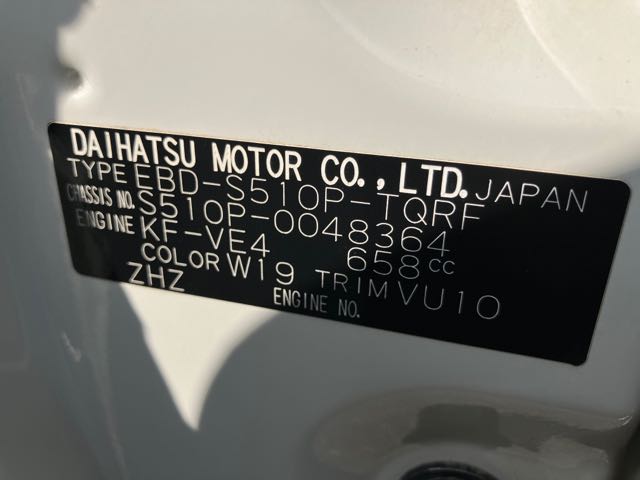 DAIHATSU MOTOR CO., LTD. JAPAN
TYPE EBD-S510P-TQRF
CHASSIS NO. S510P-0048364
ENGINE KF-VE4 658cc
COLOR W19 TRIM VU10
ZHZ ENGINE NO.